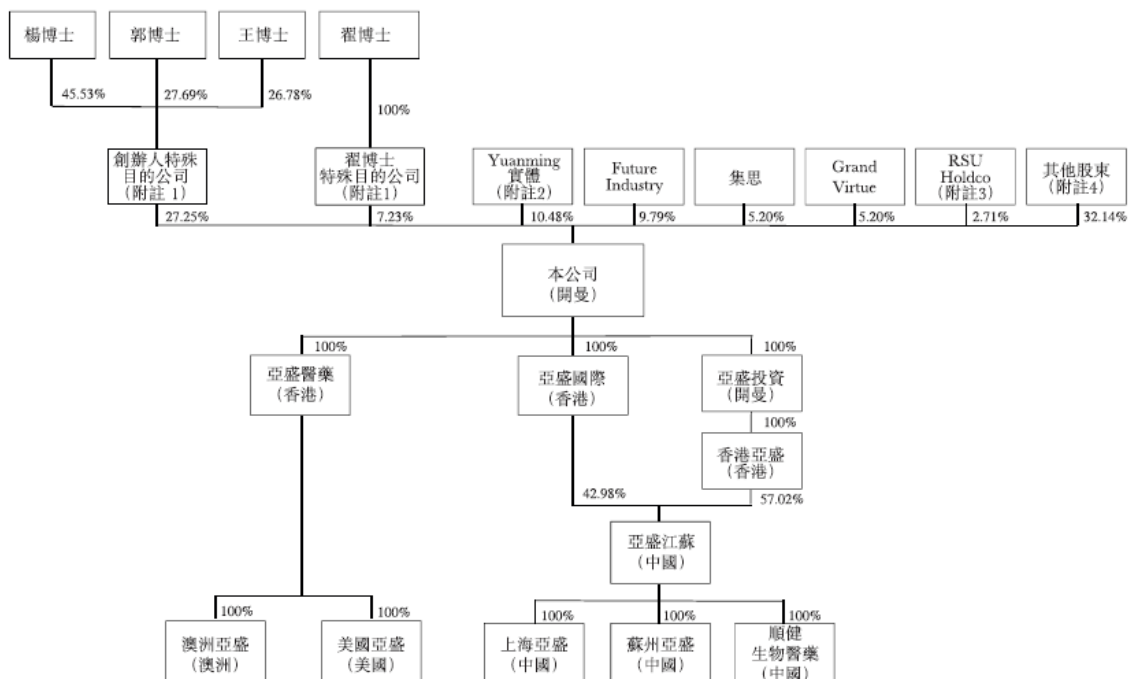 楊博士
郭博士
王博士
翟博士
45.53%
27.69%
26.78%
100%
創辦人特殊
目的公司
（附註 1）
翟博士
特殊目的公司
（附註1）
Yuanming
實體
（附註2）
Future
Industry
集思
Grand
Virtue
RSU
Holdco
（附註3）
其他股東
（附註4）
27.25%
7.23%
10.48%
9.79%
5.20%
5.20%
2.71%
32.14%
本公司
（開曼）
100%
100%
100%
亞盛醫藥
（香港）
亞盛國際
（香港）
亞盛投資
（開曼）
100%
香港亞盛
（香港）
42.98%
57.02%
亞盛江蘇
（中國）
100%
100%
100%
100%
100%
澳洲亞盛
（澳洲）
美國亞盛
（美國）
上海亞盛
（中國）
蘇州亞盛
（中國）
順健
生物醫藥
（中國）